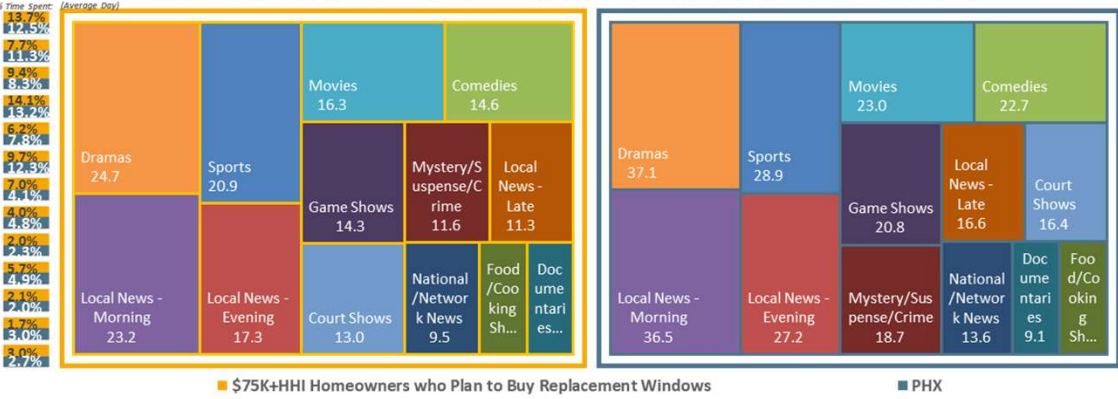 % Time Spent: (Average Day)
13.7%
12.5%
7.7%
11.3%
9.4%
8.3%
14.1%
13.2%
6.2%
7.8%
9.7%
12.3%
7.0%
4.1%
4.0%
4.8%
2.0%
2.3%
5.7%
4.9%
2.1%
2.0%
1.7%
3.0%
3.0%
2.7%
Dramas
24.7
Sports
20.9
Movies
16.3
Comedies
14.6
Local News -
Morning
23.2
Local News -
Evening
17.3
Game Shows
14.3
Mystery/S
uspense/C
rime
11.6
Local
News -
Late
11.3
Court Shows
13.0
National
/Networ
k News
9.5
Food
/Coo
king
Sh...
Doc
ume
ntari
es...
Dramas
37.1
Sports
28.9
Movies
23.0
Comedies
22.7
Local News -
Morning
36.5
Local News -
Evening
27.2
Game Shows
20.8
Local
News -
Late
16.6
Court
Shows
16.4
Mystery/Sus
pense/Crime
18.7
National
/Networ
k News
13.6
Doc
ume
ntari
es
9.1
Foo
d/Co
okin
g
Sh...
$75K+HHI Homeowners who Plan to Buy Replacement Windows
PHX